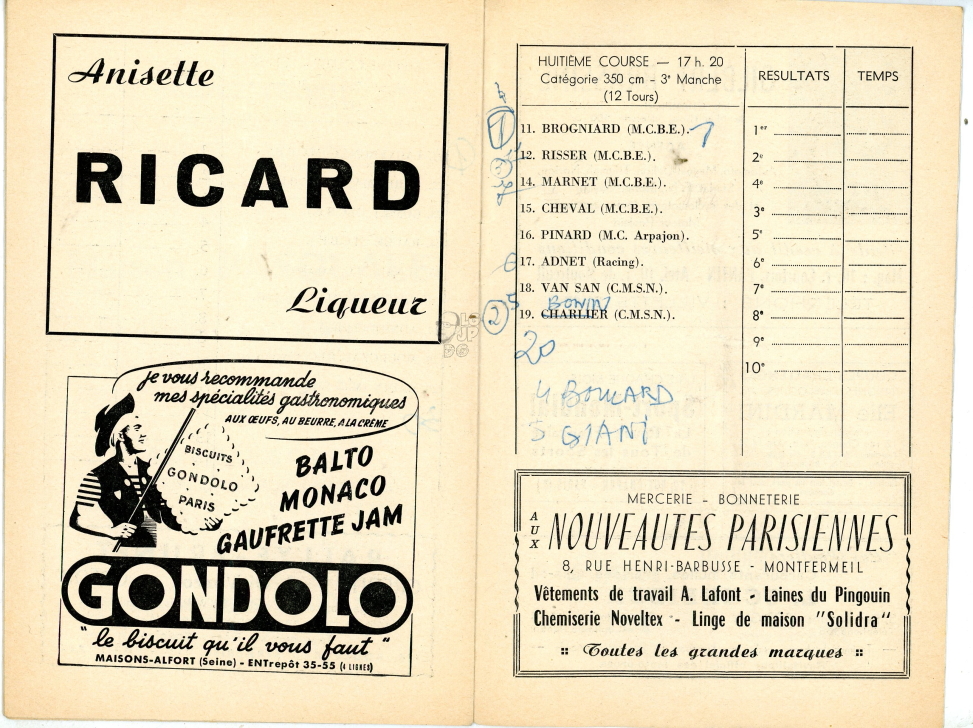 Anisette
RICARD
Liqueur
je vous recommande
mes spécialités gastronomiques
AUX ŒUFS, AU BEURRE, A LA CRÈME
BISCUITS
GONDOLO
PARIS
BALTO
MONACO
GAUFRETTE JAM
GONDOLO
"le biscuit qu'il vous faut"
MAISONS-ALFORT (Seine) - ENTrepôt 35-55 (4 LIGNES)
HUITIÈME COURSE — 17 h. 20
Catégorie 350 cm - 3e Manche
(12 Tours)
RESULTATS
TEMPS
11. BROGNIARD (M.C.B.E.). 1
12. RISSER (M.C.B.E.).
14. MARNET (M.C.B.E.).
15. CHEVAL (M.C.B.E.).
16. PINARD (M.C. Arpajon).
17. ADNET (Racing).
18. VAN SAN (C.M.S.N.).
BONIN
19. CHARLIER (C.M.S.N.).
2
5
20
4 BOULARD
5 GIANI
1er
2e
4e
3e
5e
6e
7e
8e
9e
10e
MERCERIE - BONNETERIE
AUX NOUVEAUTES PARISIENNES
8, RUE HENRI-BARBUSSE - MONTFERMEIL
Vêtements de travail A. Lafont - Laines du Pingouin
Chemiserie Noveltex - Linge de maison "Solidra"
:: Toutes les grandes marques ::